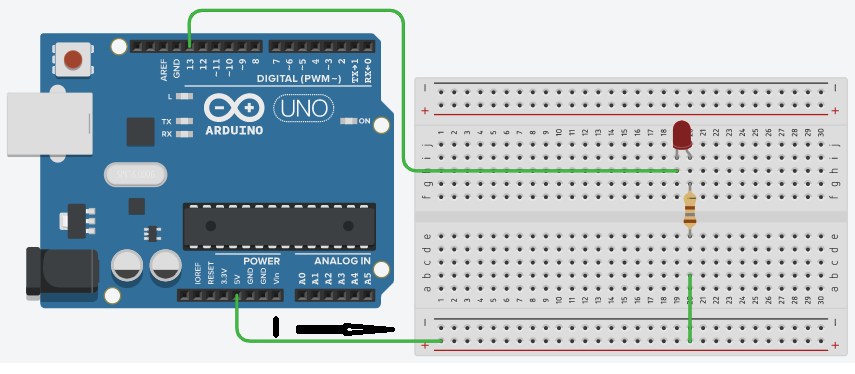 AREF GND 13 12 ~11 ~10 ~9 8 7 ~6 ~5 4 ~3 2 TX→1 RX←0
DIGITAL (PWM~)
L
TX
RX
ARDUINO
UNO
ON
POWER
ANALOG IN
IOREF RESET 3.3V 5V GND GND Vin A0 A1 A2 A3 A4 A5
− −
+ +
1 2 3 4 5 6 7 8 9 10 11 12 13 14 15 16 17 18 19 21 22 23 24 25 26 27 28 29 30
j j
i i
h h
g g
f f
e e
d d
c c
b b
a a
1 2 3 4 5 6 7 8 9 10 11 12 13 14 15 16 17 18 19 20 21 22 23 24 25 26 27 28 29 30
− −
+ +